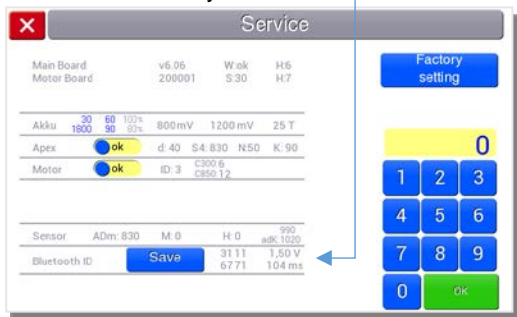 Service
Main Board v6.06 W:ok H:6
Motor Board 200001 S:30 H:7
Factory
setting
Akku 30 60 100% 800mV 1200mV 25 T
1800 90 80%
Apex ok d: 40 S4: 830 N:50 K: 90
Motor ok ID: 3 C300:6
C850:12
0
1 2 3
4 5 6
7 8 9
0 OK
Sensor ADm: 830 M: 0 H: 0 990
adK: 1020
Bluetooth ID Save 3111 1,50 V
6771 104 ms